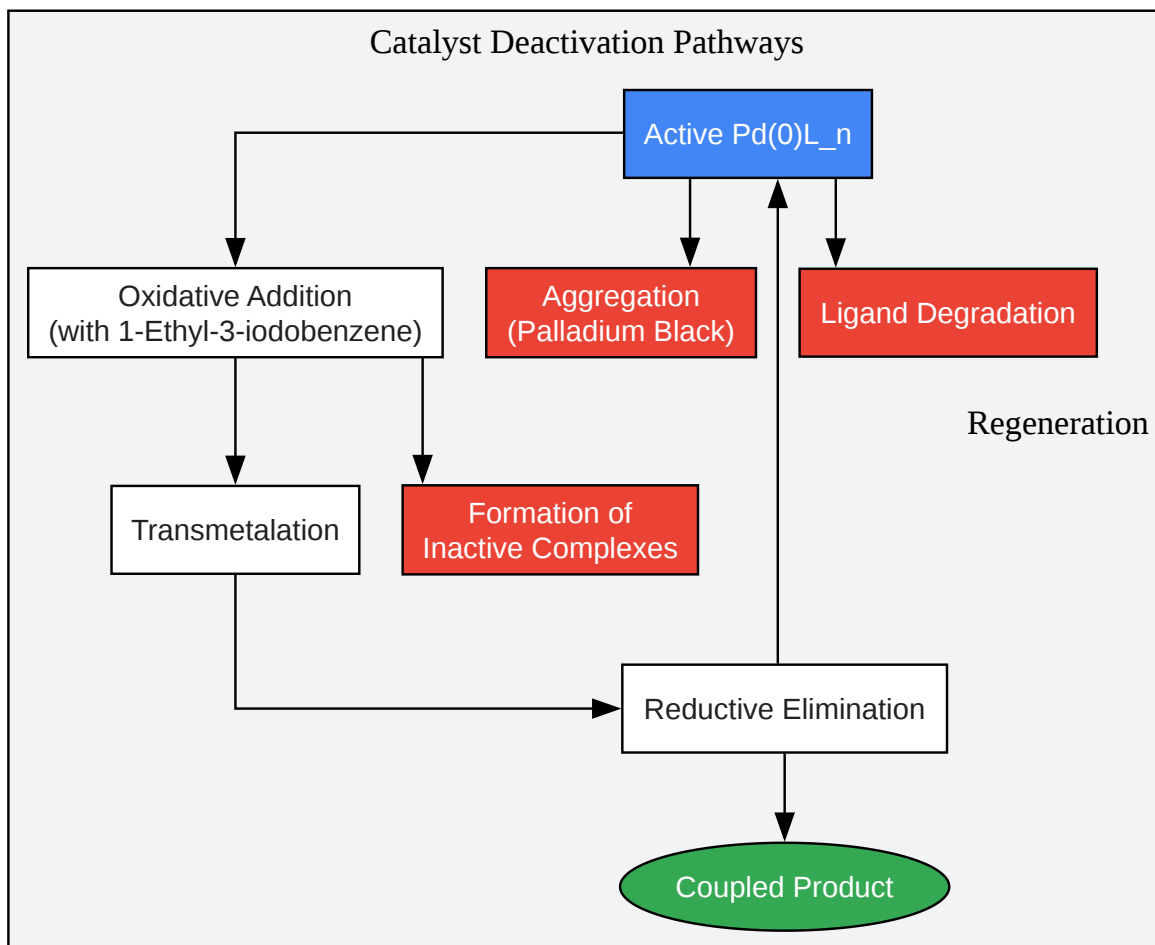 Catalyst Deactivation Pathways
Active Pd(0)L_n
Oxidative Addition
(with 1-Ethyl-3-iodobenzene)
Aggregation
(Palladium Black)
Ligand Degradation
Regeneration
Transmetalation
Formation of
Inactive Complexes
Reductive Elimination
Coupled Product